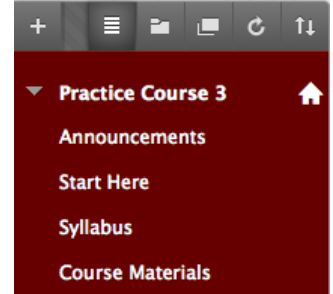 Practice Course 3
Announcements
Start Here
Syllabus
Course Materials